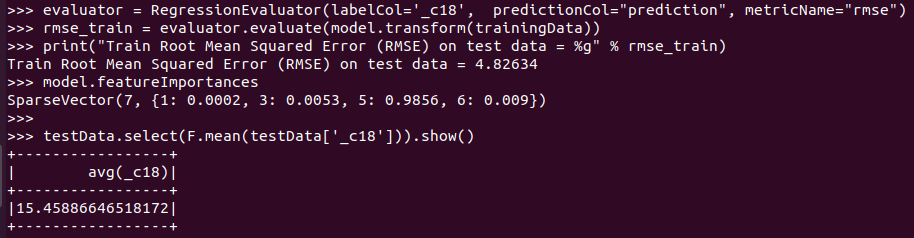 >>> evaluator = RegressionEvaluator(labelCol='_c18',  predictionCol="prediction", metricName="rmse")
>>> rmse_train = evaluator.evaluate(model.transform(trainingData))
>>> print("Train Root Mean Squared Error (RMSE) on test data = %g" % rmse_train)
Train Root Mean Squared Error (RMSE) on test data = 4.82634
>>> model.featureImportances
SparseVector(7, {1: 0.0002, 3: 0.0053, 5: 0.9856, 6: 0.009})
>>>
>>> testData.select(F.mean(testData['_c18'])).show()
+-----------------+
|        avg(_c18)|
+-----------------+
|15.45886646518172|
+-----------------+